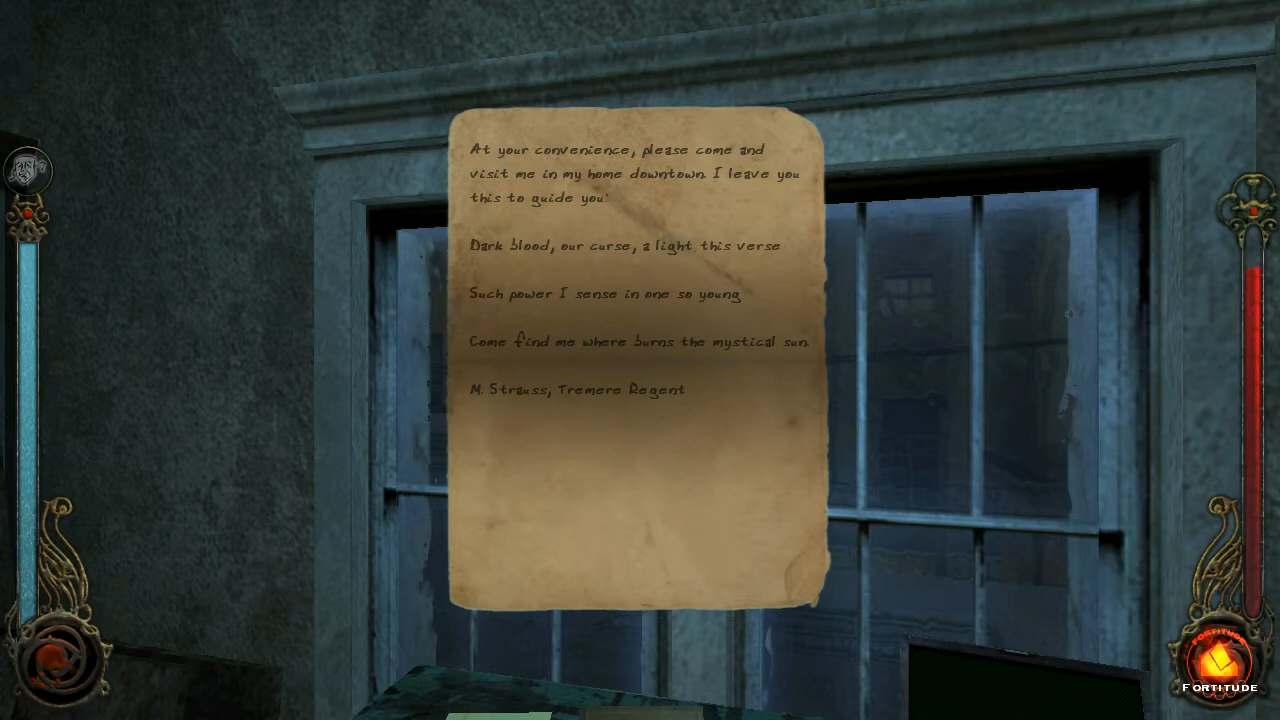 At your convenience, please come and
visit me in my home downtown. I leave you
this to guide you:
Dark blood, our curse, a light this verse
Such power I sense in one so young
Come find me where burns the mystical sun.
M. Strauss, Tremere Regent
FORTITUDE
FORTITUDE